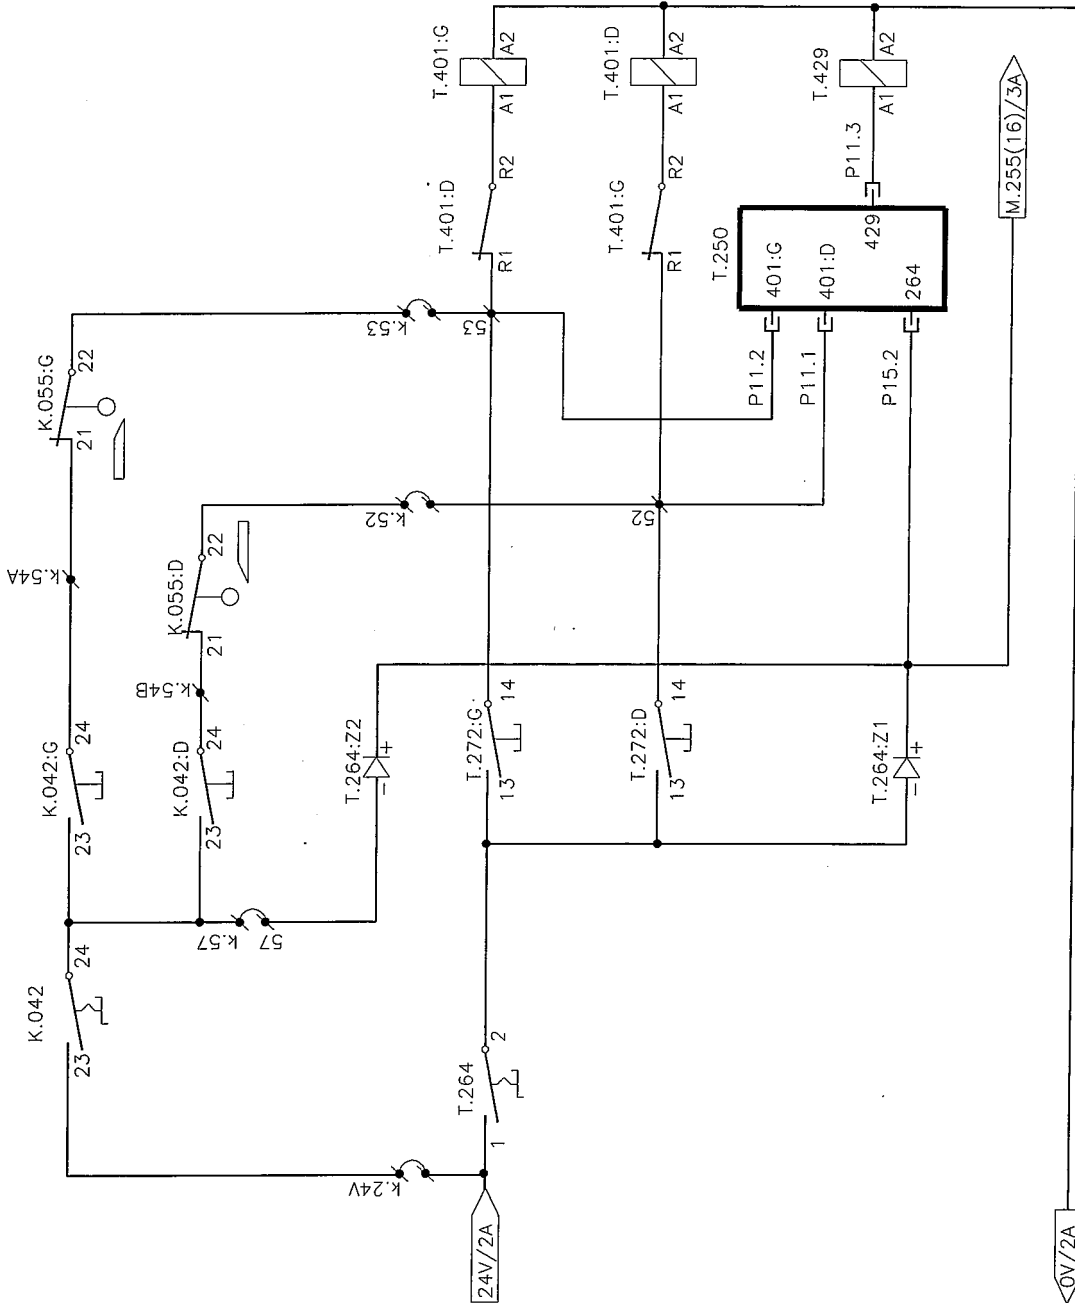 T.401:G
A2
A1
T.401:D
A2
A1
T.429
A2
A1
P11.3
M.255(16)/3A
R2
T.401:D
R1
R2
T.401:G
R1
T.250
401:G
401:D
429
264
P11.2
P11.1
P15.2
K.055:G
22
21
k.53
53
K.055:D
22
21
k.52
52
k.54A
k.54B
K.042:G
24
23
K.042:D
24
23
T.264:Z2
+
-
T.272:G
14
13
T.272:D
14
13
T.264:Z1
+
-
k.57
57
K.042
24
23
T.264
2
1
k.24V
24V/2A
0V/2A